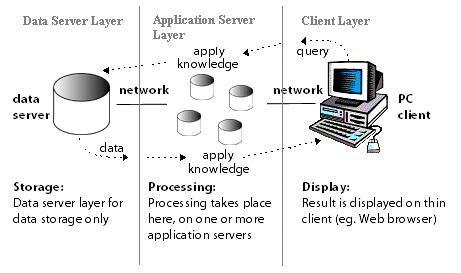 Data Server Layer
Application Server
Layer
Client Layer
apply
knowledge
query
network
network
data
server
PC
client
data
apply
knowledge
Storage:
Data server layer for
data storage only
Processing:
Processing takes place
here, on one or more
application servers
Display:
Result is displayed on thin
client (eg. Web browser)